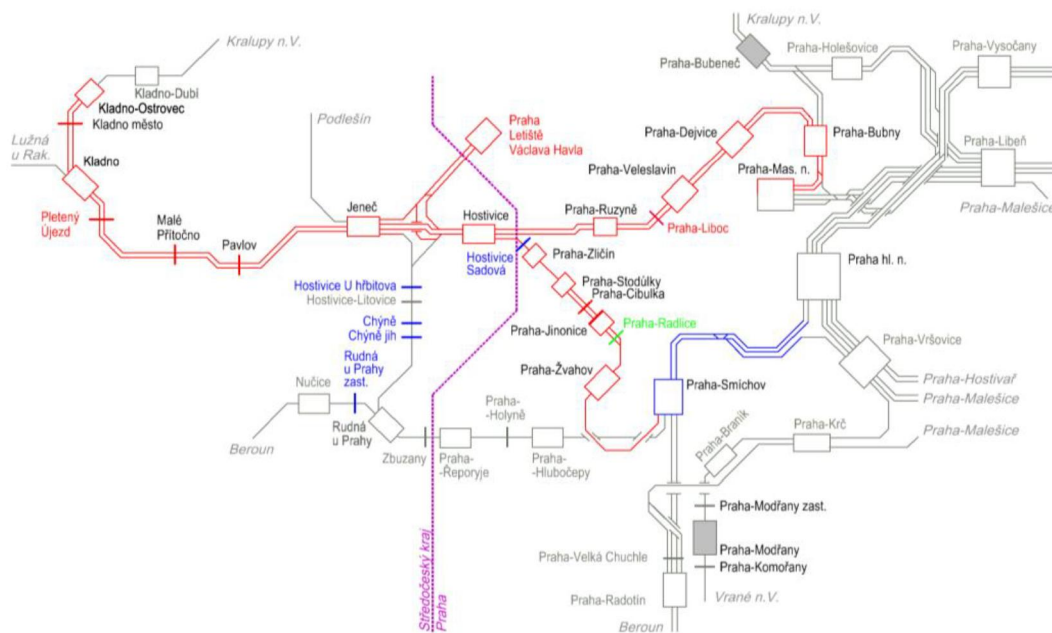 Kralupy n.V.
Kralupy n.V.
Praha-Holešovice
Praha-Vysočany
Praha-Bubeneč
Kladno-Dubí
Kladno-Ostrovec
Kladno město
Podlešín
Praha
Letiště
Václava Havla
Praha-Dejvice
Praha-Bubny
Praha-Libeň
Lužná
u Rak.
Kladno
Praha-Veleslavín
Praha-Mas. n.
Praha-Malešice
Pletený
Újezd
Malé
Přítočno
Pavlov
Jeneč
Hostivice
Praha-Ruzyně
Praha-Liboc
Hostivice
Sadová
Praha-Zličín
Praha hl. n.
Hostivice U hřbitova
Hostivice-Litovice
Praha-Stodůlky
Praha-Cibulka
Chýně
Chýně jih
Praha-Jinonice
Praha-Radlice
Praha-Vršovice
Rudná
u Prahy
zast.
Nučice
Praha-Žvahov
Praha-Smíchov
Praha-Hostivař
Praha-Malešice
Praha-
-Holyně
Rudná
u Prahy
Beroun
Zbuzany
Praha-
-Řeporyje
Praha-
-Hlubočepy
Praha-Braník
Praha-Krč
Praha-Malešice
Praha-Modřany zast.
Středočeský kraj
Praha
Praha-Velká Chuchle
Praha-Modřany
Praha-Komořany
Praha-Radotín
Vrané n.V.
Beroun